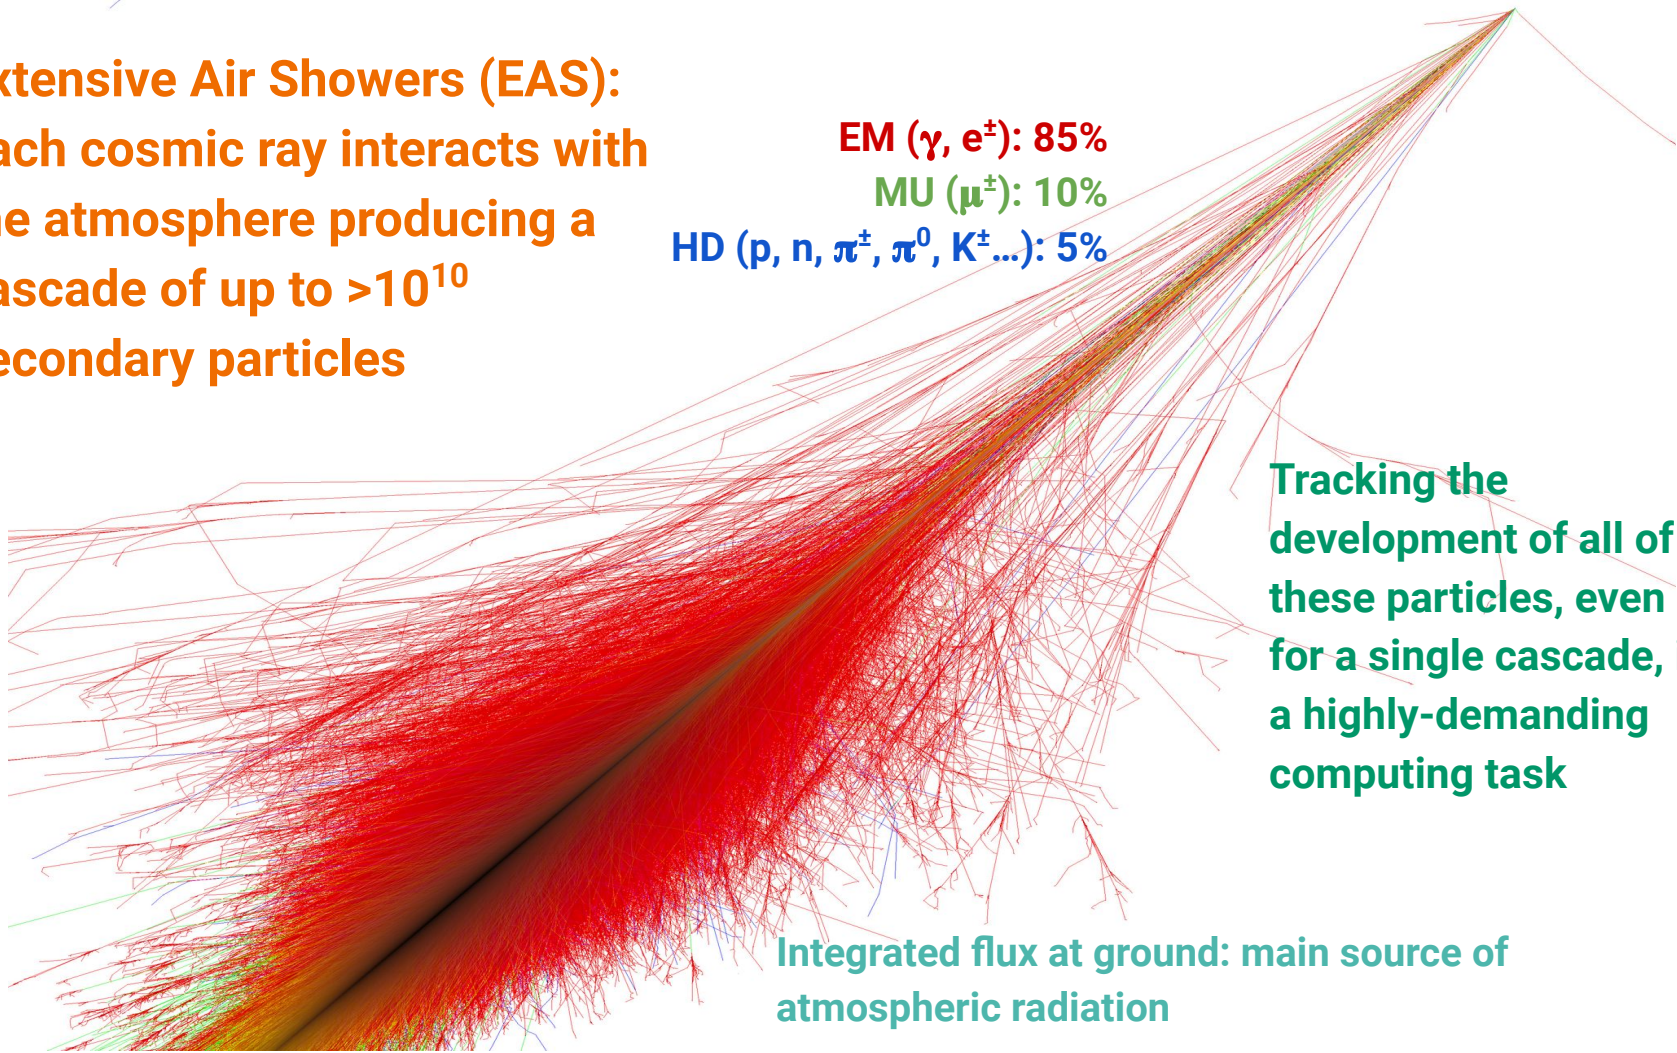 xtensive Air Showers (EAS):
ach cosmic ray interacts with
he atmosphere producing a
ascade of up to >10¹⁰
econdary particles
EM (γ, e±): 85%
MU (μ±): 10%
HD (p, n, π±, π⁰, K±...): 5%
Tracking the
development of all of
these particles, even
for a single cascade,
a highly-demanding
computing task
Integrated flux at ground: main source of
atmospheric radiation